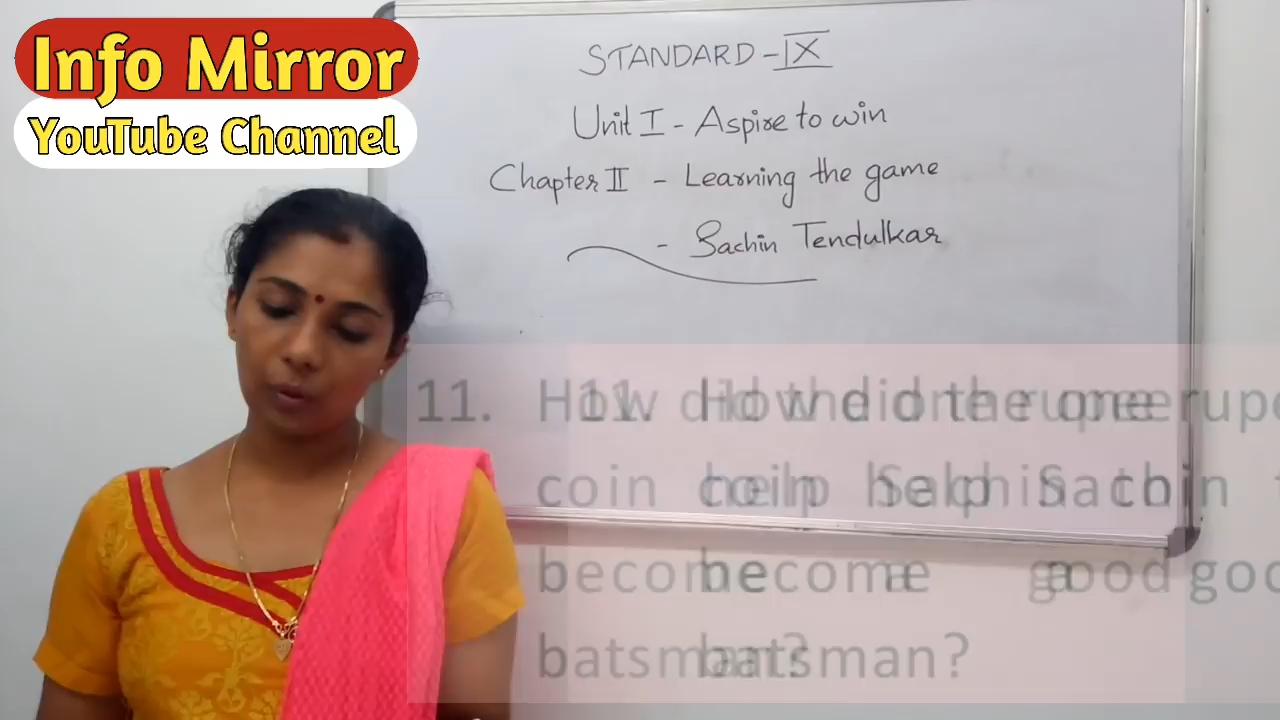 Info Mirror
YouTube Channel
STANDARD - IX
Unit I - Aspire to win
Chapter II - Learning the game
- Sachin Tendulkar
11. How did the one rupee
coin help Sachin to
become a good
batsman?